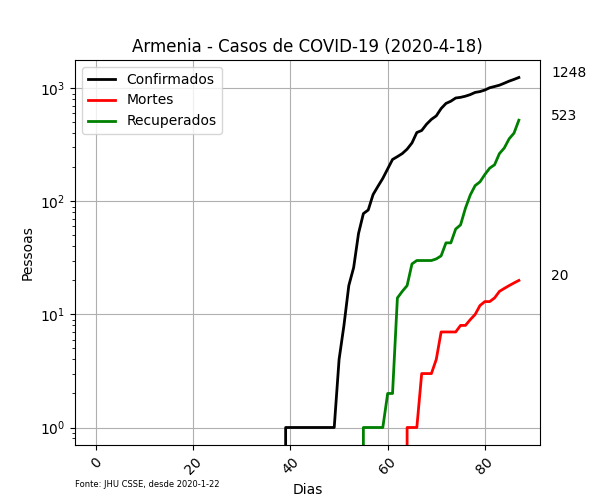 Armenia - Casos de COVID-19 (2020-4-18)
Confirmados
Mortes
Recuperados
1248
523
20
Pessoas
10³
10²
10¹
10⁰
0 20 40 60 80
Dias
Fonte: JHU CSSE, desde 2020-1-22